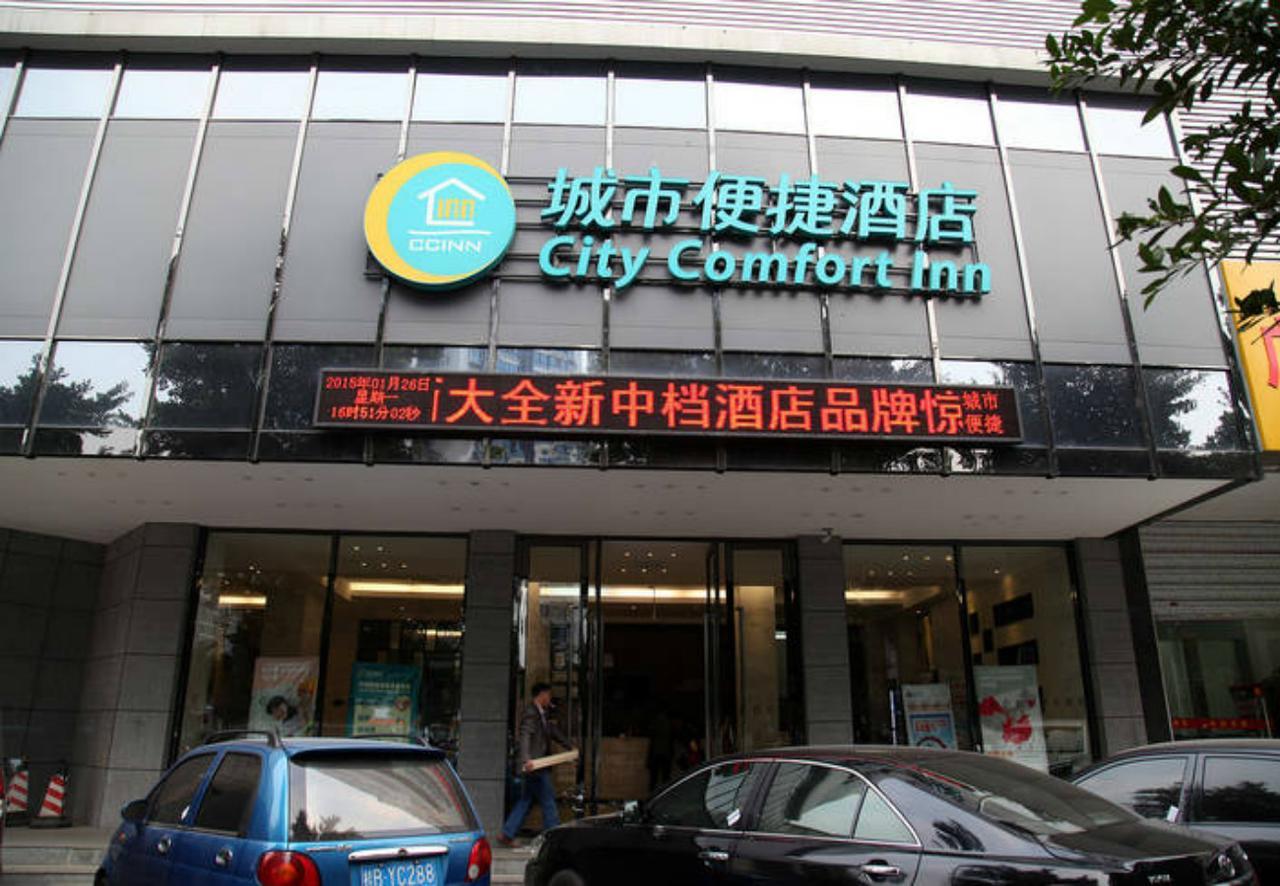 inn
CCINN
城市便捷酒店
City Comfort Inn
2015年01月26日
星期一
16时51分02秒
大全新中档酒店品牌惊
城市
便捷
B·YC288